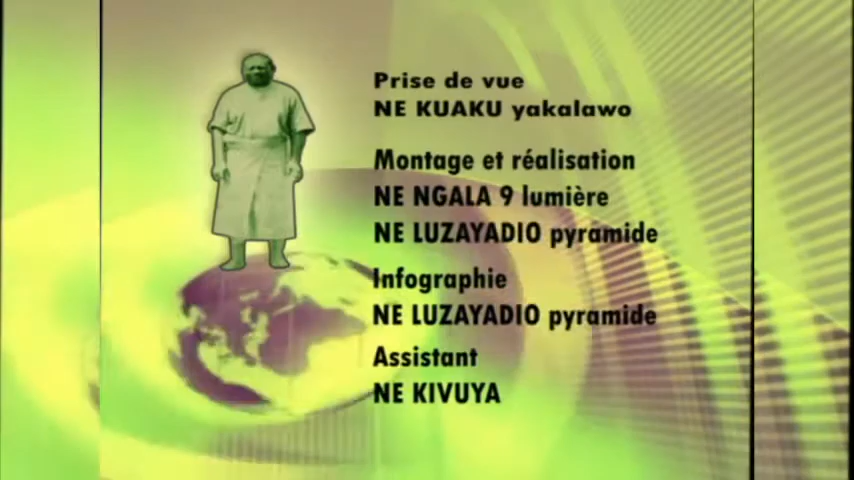 Prise de vue
NE KUAKU yakalawo
Montage et réalisation
NE NGALA 9 lumière
NE LUZAYADIO pyramide
Infographie
NE LUZAYADIO pyramide
Assistant
NE KIVUYA